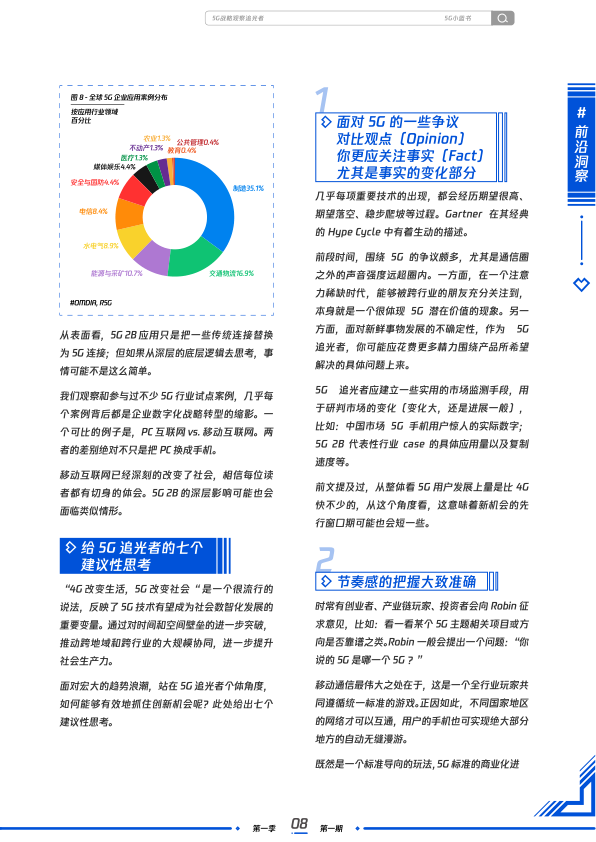 5G战略观察追光者
5G小蓝书
图 8 - 全球 5G 企业应用案例分布
按应用行业领域
百分比
农业1.3%
公共管理0.4%
不动产1.3%
教育0.4%
医疗1.3%
媒体娱乐4.4%
安全与国防4.4%
制造35.1%
电信8.4%
水电气8.9%
能源与采矿10.7%
交通物流16.9%
#OMDIA, R5G
从表面看，5G 2B 应用只是把一些传统连接替换
为 5G 连接；但如果从深层的底层逻辑去思考，事
情可能不是这么简单。
我们观察和参与过不少 5G 行业试点案例，几乎每
个案例背后都是企业数字化战略转型的缩影。一
个可比的例子是，PC 互联网 vs. 移动互联网。两
者的差别绝对不只是把 PC 换成手机。
移动互联网已经深刻的改变了社会，相信每位读
者都有切身的体会。5G 2B 的深层影响可能也会
面临类似情形。
给 5G 追光者的七个
建议性思考
“4G 改变生活，5G 改变社会 “ 是一个很流行的
说法，反映了 5G 技术有望成为社会数智化发展的
重要变量。通过对时间和空间壁垒的进一步突破，
推动跨地域和跨行业的大规模协同，进一步提升
社会生产力。
面对宏大的趋势浪潮，站在 5G 追光者个体角度，
如何能够有效地抓住创新机会呢？此处给出七个
建议性思考。
1
面对 5G 的一些争议
对比观点（Opinion）
你更应关注事实（Fact）
尤其是事实的变化部分
几乎每项重要技术的出现，都会经历期望很高、
期望落空、稳步爬坡等过程。Gartner 在其经典
的 Hype Cycle 中有着生动的描述。
前段时间，围绕 5G 的争议颇多，尤其是通信圈
之外的声音强度远超圈内。一方面，在一个注意
力稀缺时代，能够被跨行业的朋友充分关注到，
本身就是一个很体现 5G 潜在价值的现象。另一
方面，面对新鲜事物发展的不确定性，作为 5G
追光者，你可能应花费更多精力围绕产品所希望
解决的具体问题上来。
5G 追光者应建立一些实用的市场监测手段，用
于研判市场的变化（变化大，还是进展一般），
比如：中国市场 5G 手机用户惊人的实际数字；
5G 2B 代表性行业 case 的具体应用量以及复制
速度等。
前文提及过，从整体看 5G 用户发展上量是比 4G
快不少的，从这个角度看，这意味着新机会的先
行窗口期可能也会短一些。
2
节奏感的把握大致准确
时常有创业者、产业链玩家、投资者会向 Robin 征
求意见，比如：看一看某个 5G 主题相关项目或方
向是否靠谱之类。Robin 一般会提出一个问题：“你
说的 5G 是哪一个 5G？”
移动通信最伟大之处在于，这是一个全行业玩家共
同遵循统一标准的游戏。正因如此，不同国家地区
的网络才可以互通，用户的手机也可实现绝大部分
地方的自动无缝漫游。
既然是一个标准导向的玩法，5G 标准的商业化进
#
前沿洞察
第一季
08
第一期